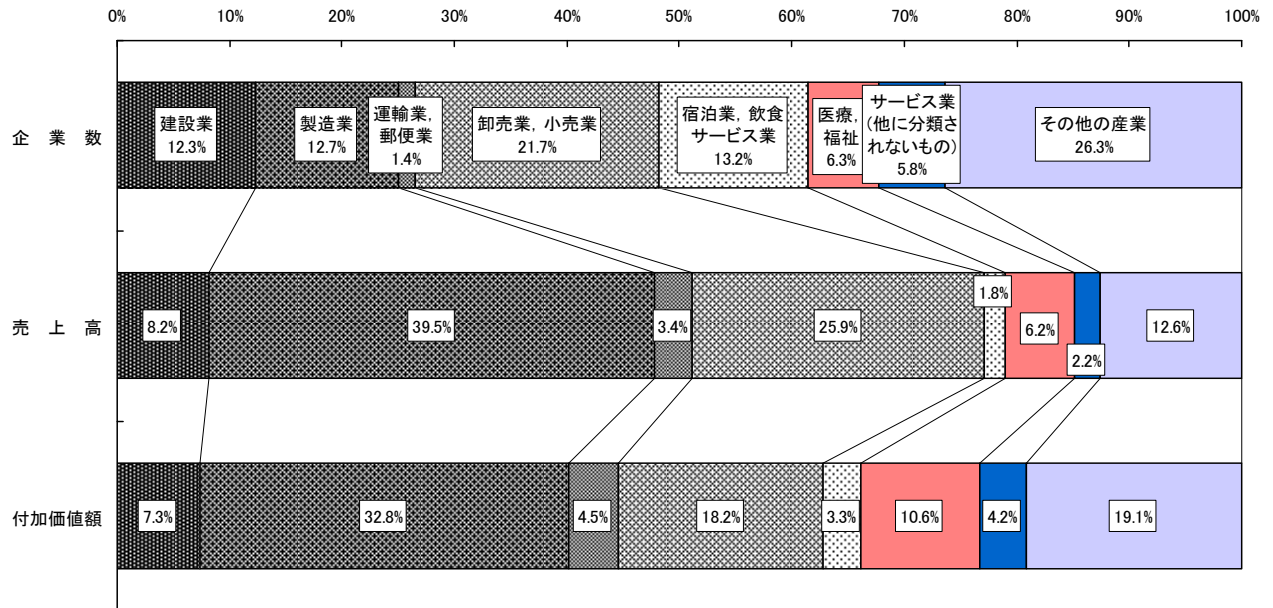 0% 10% 20% 30% 40% 50% 60% 70% 80% 90% 100%
企業数
建設業
12.3%
製造業
12.7%
運輸業,
郵便業
1.4%
卸売業, 小売業
21.7%
宿泊業, 飲食
サービス業
13.2%
医療,
福祉
6.3%
サービス業
(他に分類さ
れないもの)
5.8%
その他の産業
26.3%
売上高
8.2%
39.5%
3.4%
25.9%
1.8%
6.2%
2.2%
12.6%
付加価値額
7.3%
32.8%
4.5%
18.2%
3.3%
10.6%
4.2%
19.1%